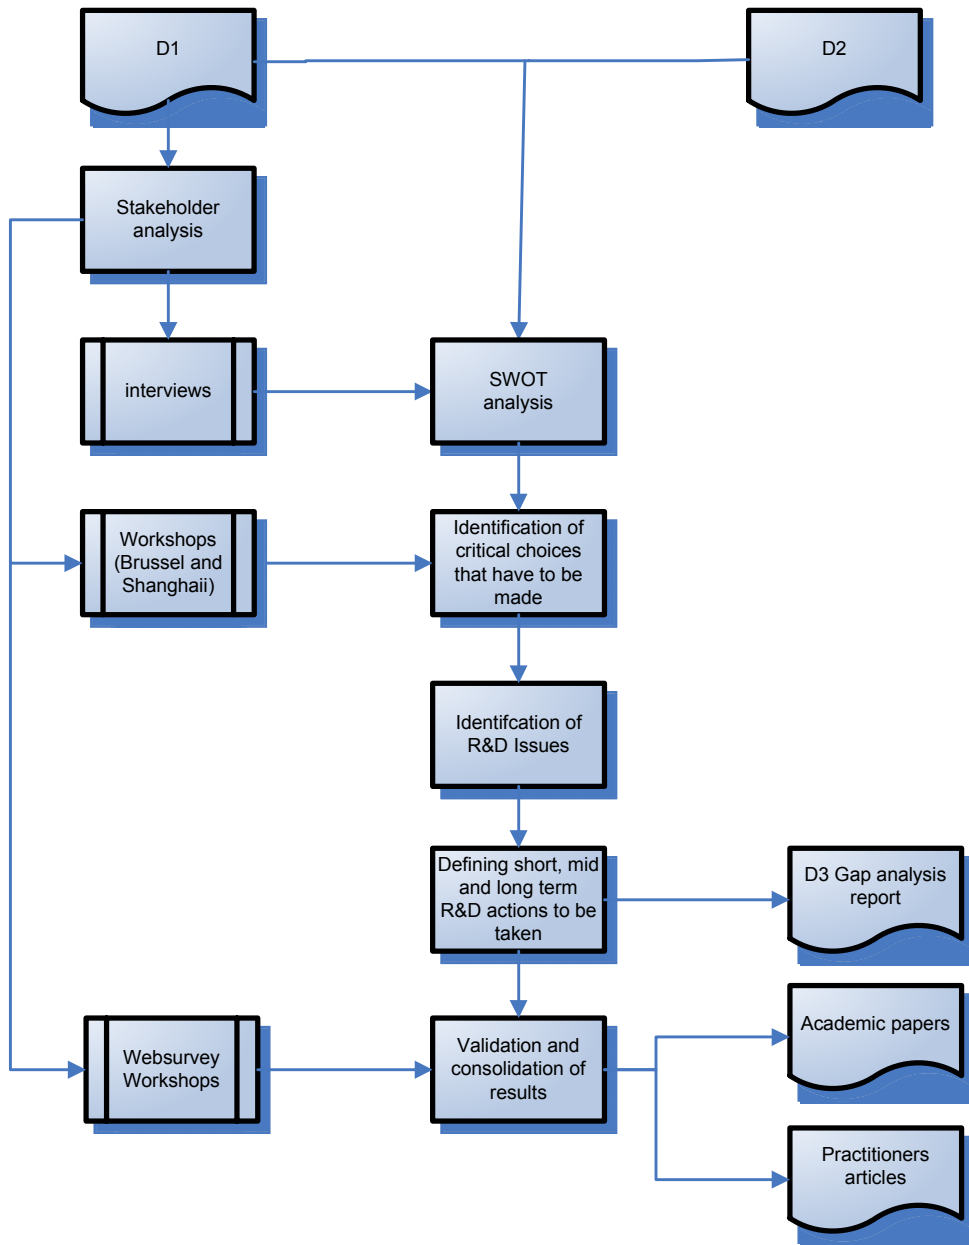 D1
D2
Stakeholder
analysis
interviews
SWOT
analysis
Workshops
(Brussel and
Shanghaii)
Identification of
critical choices
that have to be
made
Identifcation of
R&D Issues
Defining short, mid
and long term
R&D actions to be
taken
D3 Gap analysis
report
Academic papers
Websurvey
Workshops
Validation and
consolidation of
results
Practitioners
articles